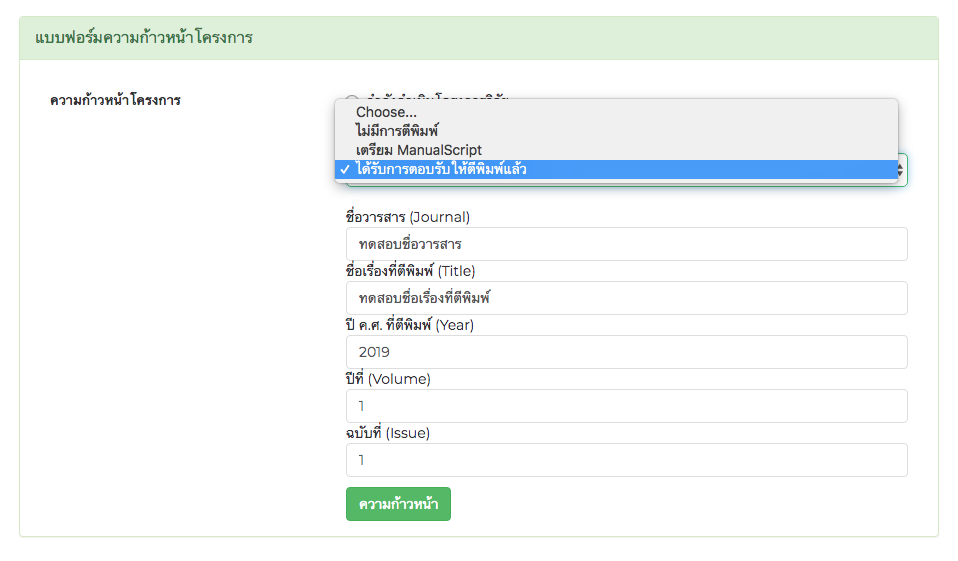 แบบฟอร์มความก้าวหน้าโครงการ
ความก้าวหน้าโครงการ
Choose...
ไม่มีการตีพิมพ์
เตรียม ManualScript
✓ ได้รับการตอบรับให้ตีพิมพ์แล้ว
ชื่อวารสาร (Journal)
ทดสอบชื่อวารสาร
ชื่อเรื่องที่ตีพิมพ์ (Title)
ทดสอบชื่อเรื่องที่ตีพิมพ์
ปี ค.ศ. ที่ตีพิมพ์ (Year)
2019
ปีที่ (Volume)
1
ฉบับที่ (Issue)
1
ความก้าวหน้า